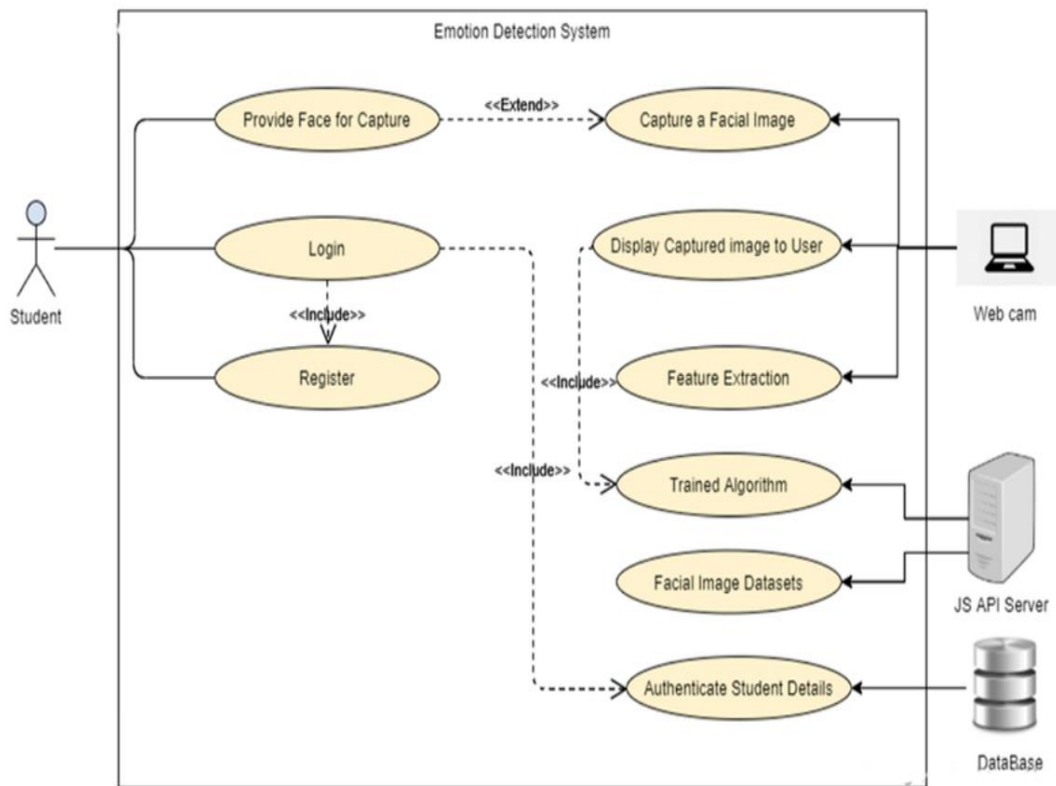 Emotion Detection System
Provide Face for Capture
<<Extend>>
Capture a Facial Image
Login
Display Captured image to User
Student
Web cam
<<Include>>
Register
<<Include>>
Feature Extraction
<<Include>>
Trained Algorithm
Facial Image Datasets
JS API Server
Authenticate Student Details
DataBase